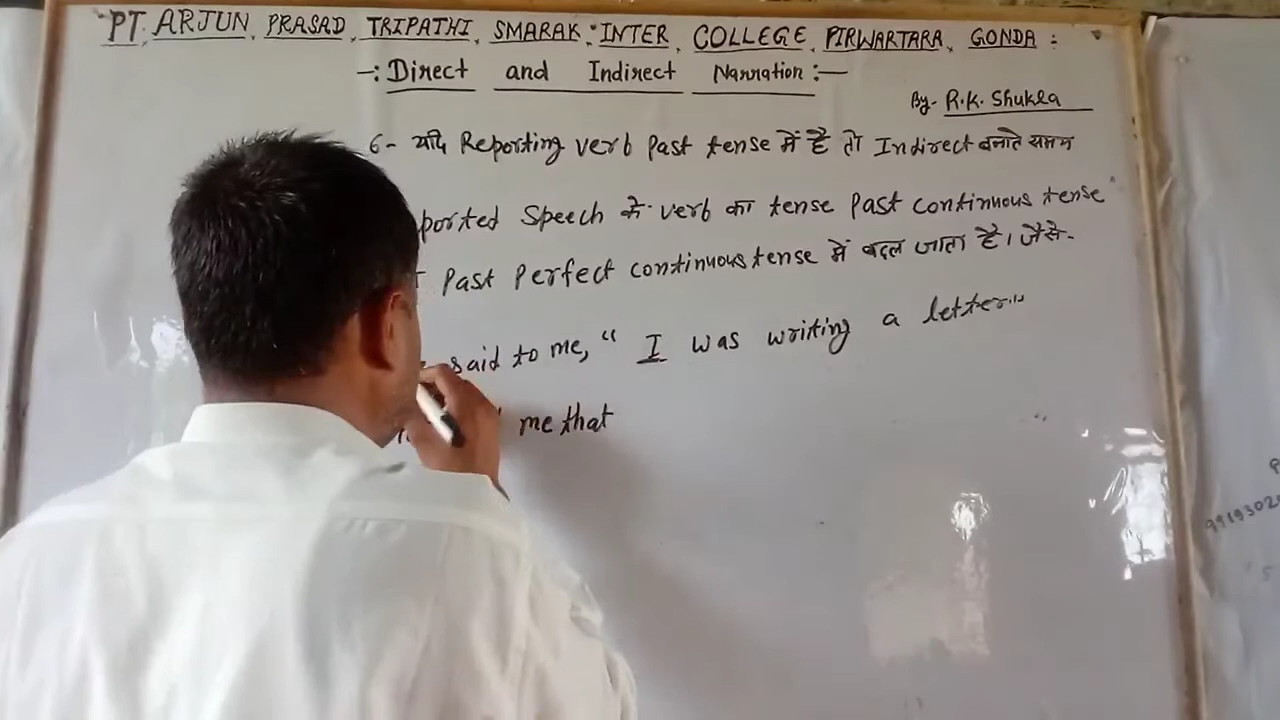 PT. ARJUN PRASAD TRIPATHI SMARAK INTER COLLEGE PIRWARTARA, GONDA :
-: Direct and Indirect Narration :-
By- R.K. Shukla
6- यदि Reporting verb Past tense में है तो Indirect बनाते समय
ported Speech के verb का tense Past continuous tense
Past Perfect continuous tense में बदल जाता है। जैसे-
said to me, " I was writing a letter."
me that